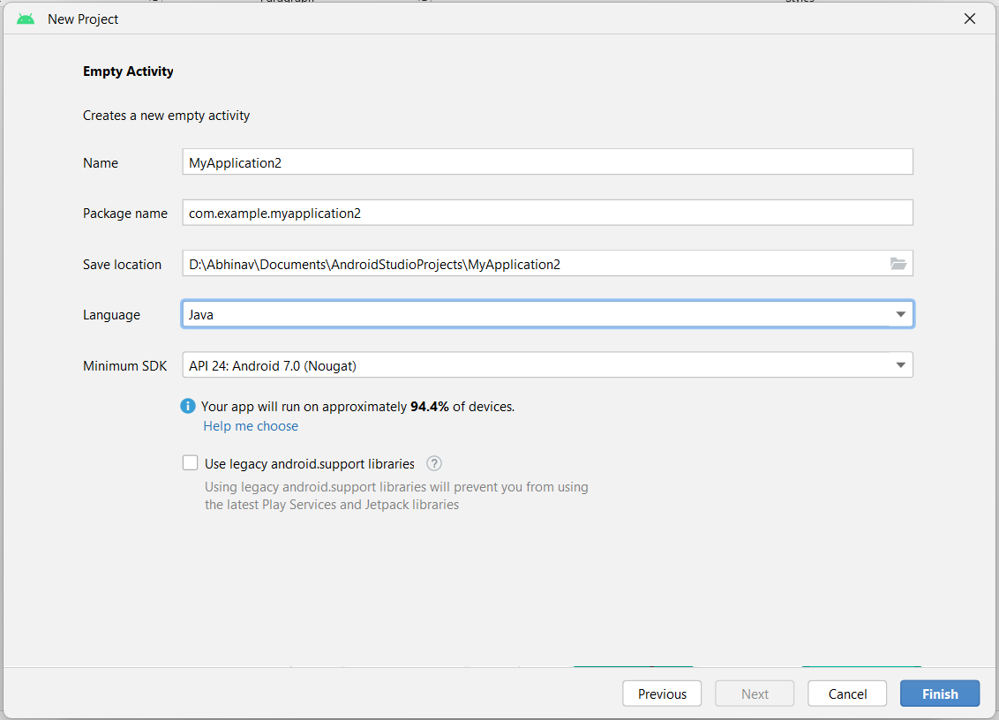 New Project
Empty Activity
Creates a new empty activity
Name MyApplication2
Package name com.example.myapplication2
Save location D:\Abhinav\Documents\AndroidStudioProjects\MyApplication2
Language Java
Minimum SDK API 24: Android 7.0 (Nougat)
i Your app will run on approximately 94.4% of devices.
Help me choose
Use legacy android.support libraries ?
Using legacy android.support libraries will prevent you from using
the latest Play Services and Jetpack libraries
Previous Next Cancel Finish